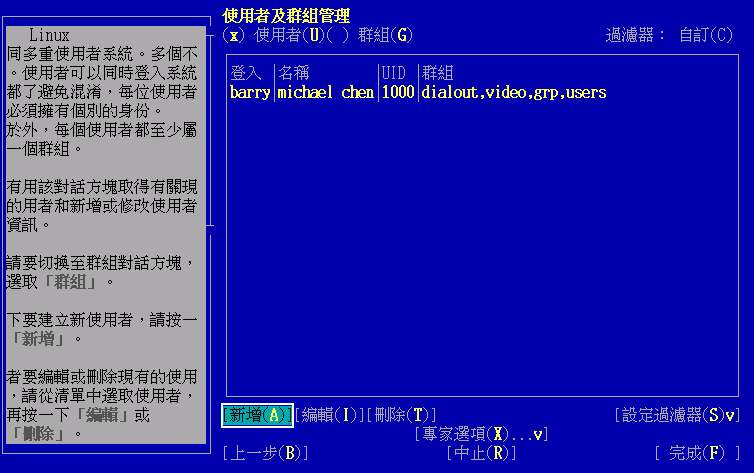 Linux
同多重使用者系統。多個不
。使用者可以同時登入系統
都了避免混淆，每位使用者
必須擁有個別的身份。
於外，每個使用者都至少屬
一個群組。
有用該對話方塊取得有關現
的用者和新增或修改使用者
資訊。
請要切換至群組對話方塊，
選取「群組」。
下要建立新使用者，請按一
「新增」。
者要編輯或刪除現有的使用
，請從清單中選取使用者，
再按一下「編輯」或
「刪除」。
使用者及群組管理
(x) 使用者(U)( ) 群組(G) 過濾器： 自訂(C)
登入 │名稱 │UID │群組
barry│michael chen│1000│dialout,video,grp,users
[新增(A)][編輯(I)][刪除(T)] [設定過濾器(S)v]
[專家選項(X)...v]
[上一步(B)] [中止(R)] [ 完成(F) ]